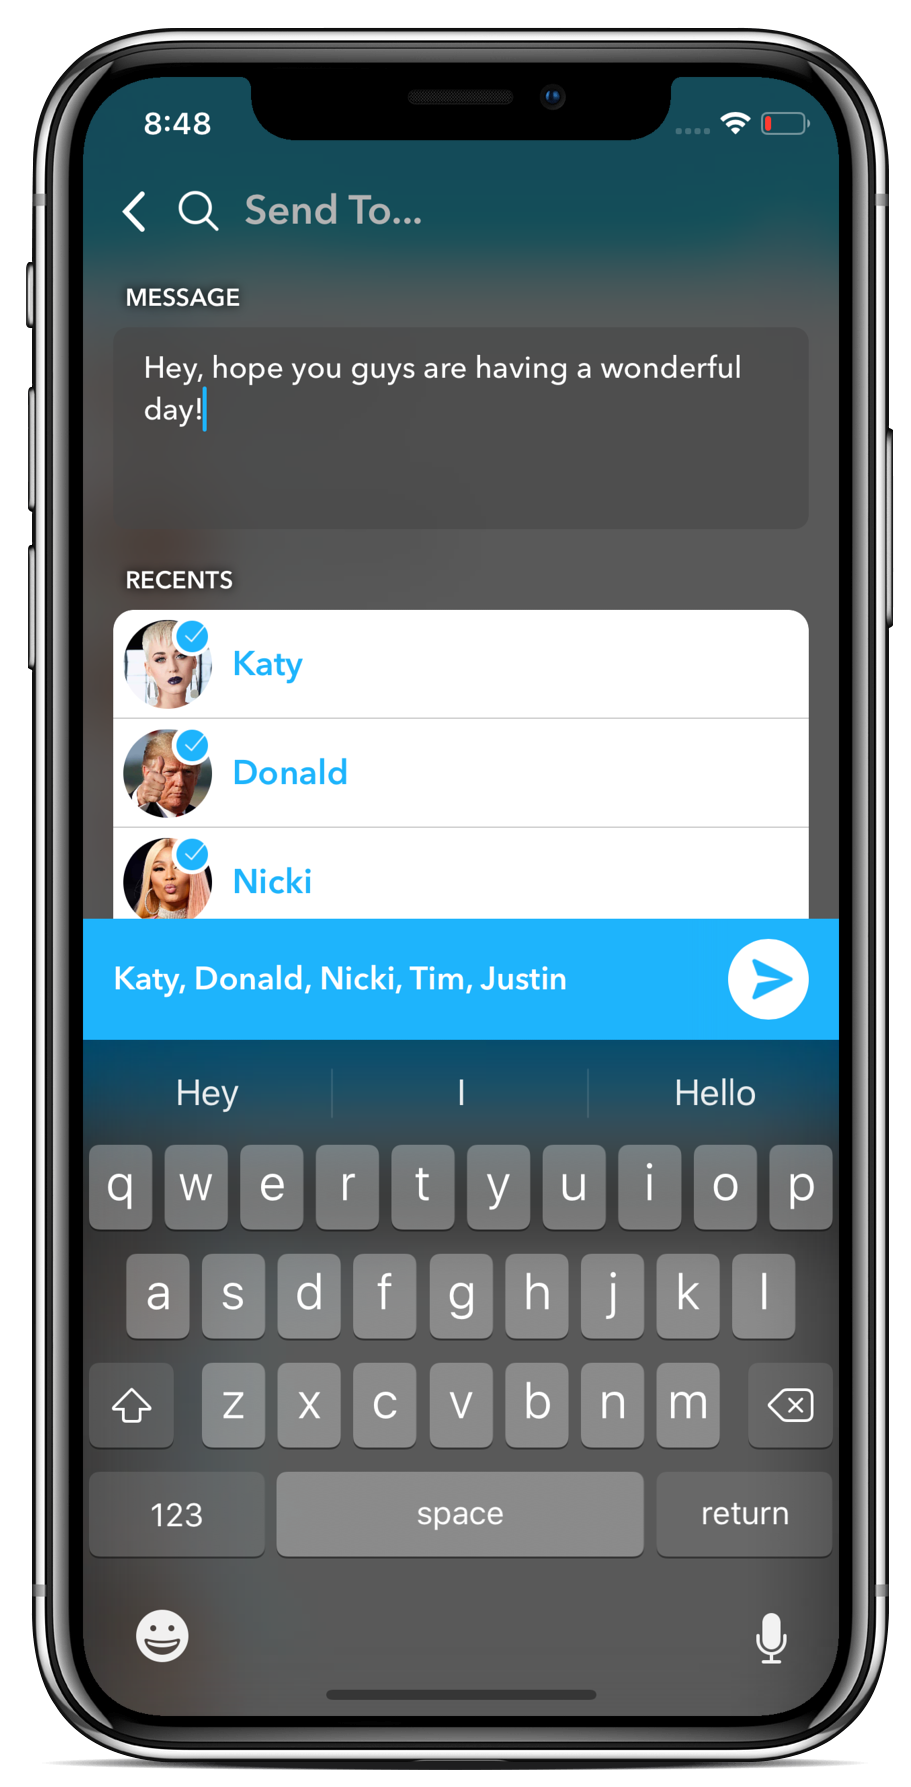 8:48
Send To...
MESSAGE
Hey, hope you guys are having a wonderful
day!
RECENTS
Katy
Donald
Nicki
Katy, Donald, Nicki, Tim, Justin
Hey I Hello
q w e r t y u i o p
a s d f g h j k l
z x c v b n m
123 space return